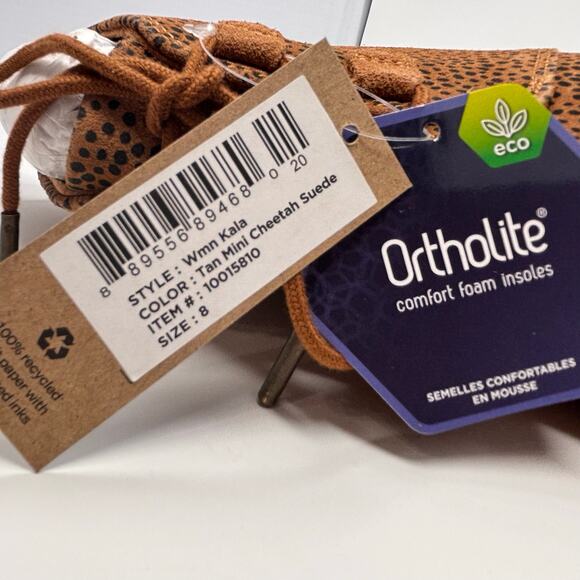 8 89556 89468 0 20
STYLE : Wmn Kala
COLOR : Tan Mini Cheetah Suede
ITEM # : 10015810
SIZE : 8
100% recycled
paper with
inks
eco
Ortholite®
comfort foam insoles
SEMELLES CONFORTABLES
EN MOUSSE